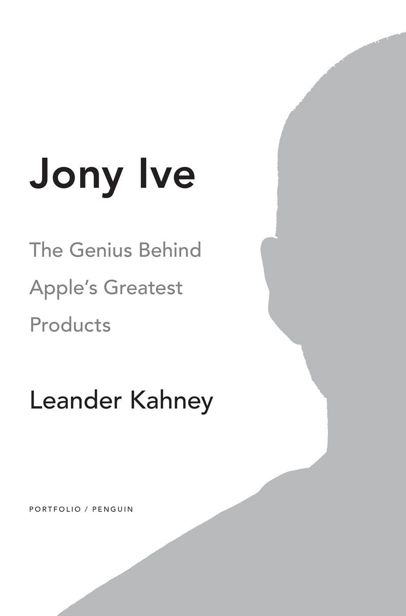 Jony Ive
The Genius Behind
Apple’s Greatest
Products
Leander Kahney
PORTFOLIO / PENGUIN